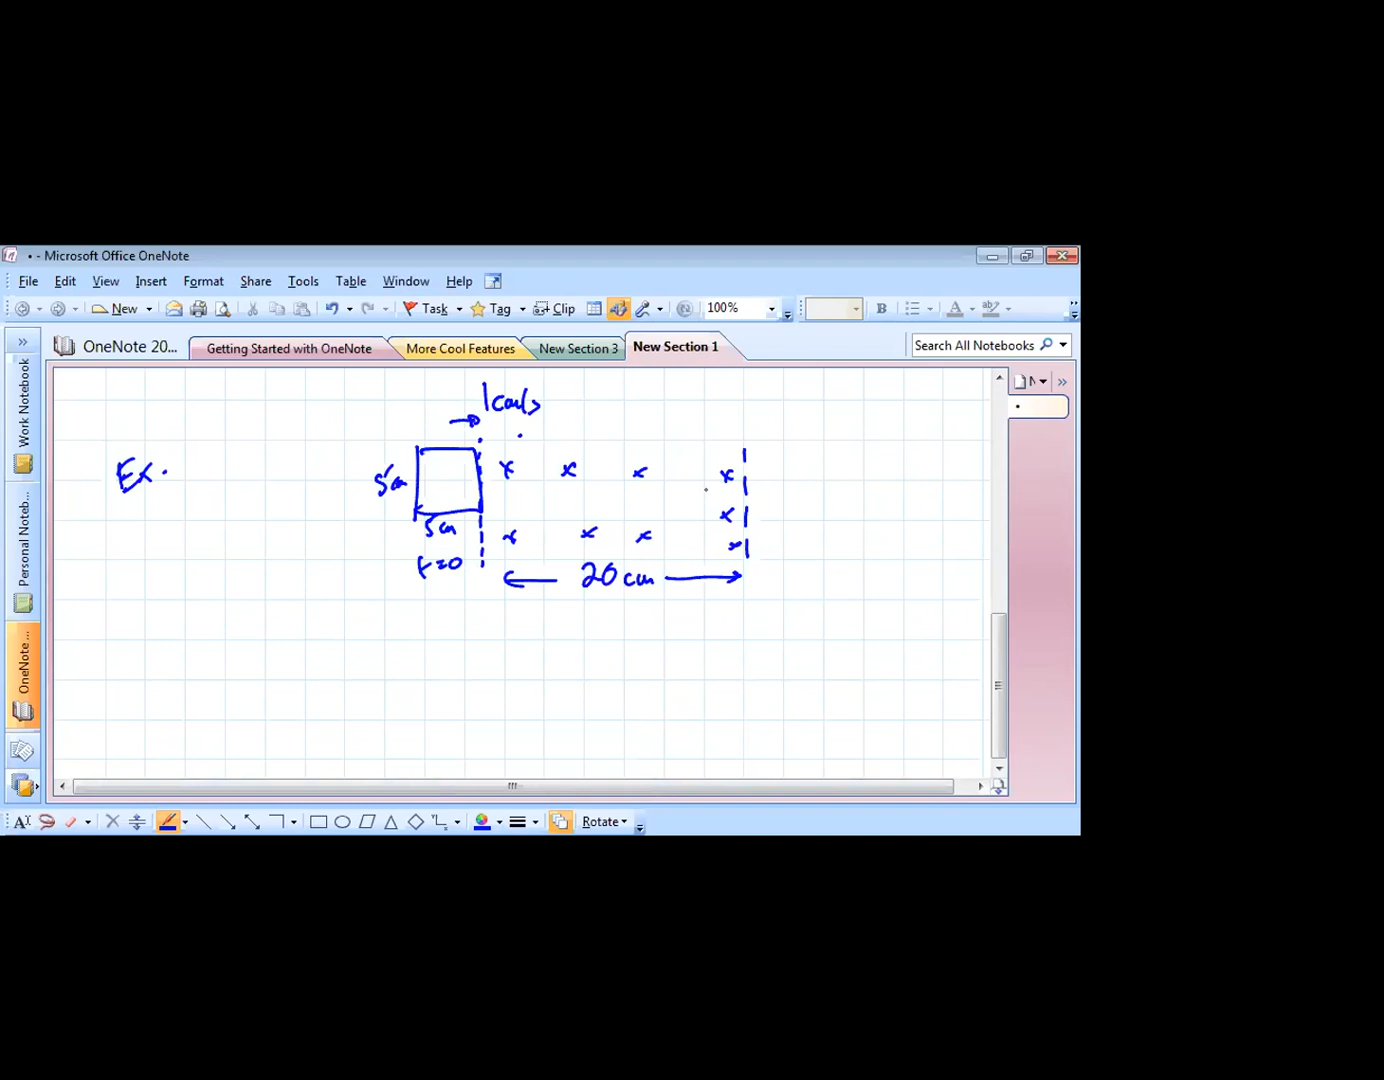 • - Microsoft Office OneNote
File Edit View Insert Format Share Tools Table Window Help
New Task Tag Clip 100% B A ab
OneNote 20... Getting Started with OneNote More Cool Features New Section 3 New Section 1 Search All Notebooks
Work Notebook
Personal Notebo...
OneNote...
N
•
1cm/s
Ex.
5cm
x x x x
x
5cm
x x x x
t=0
20 cm
A Rotate